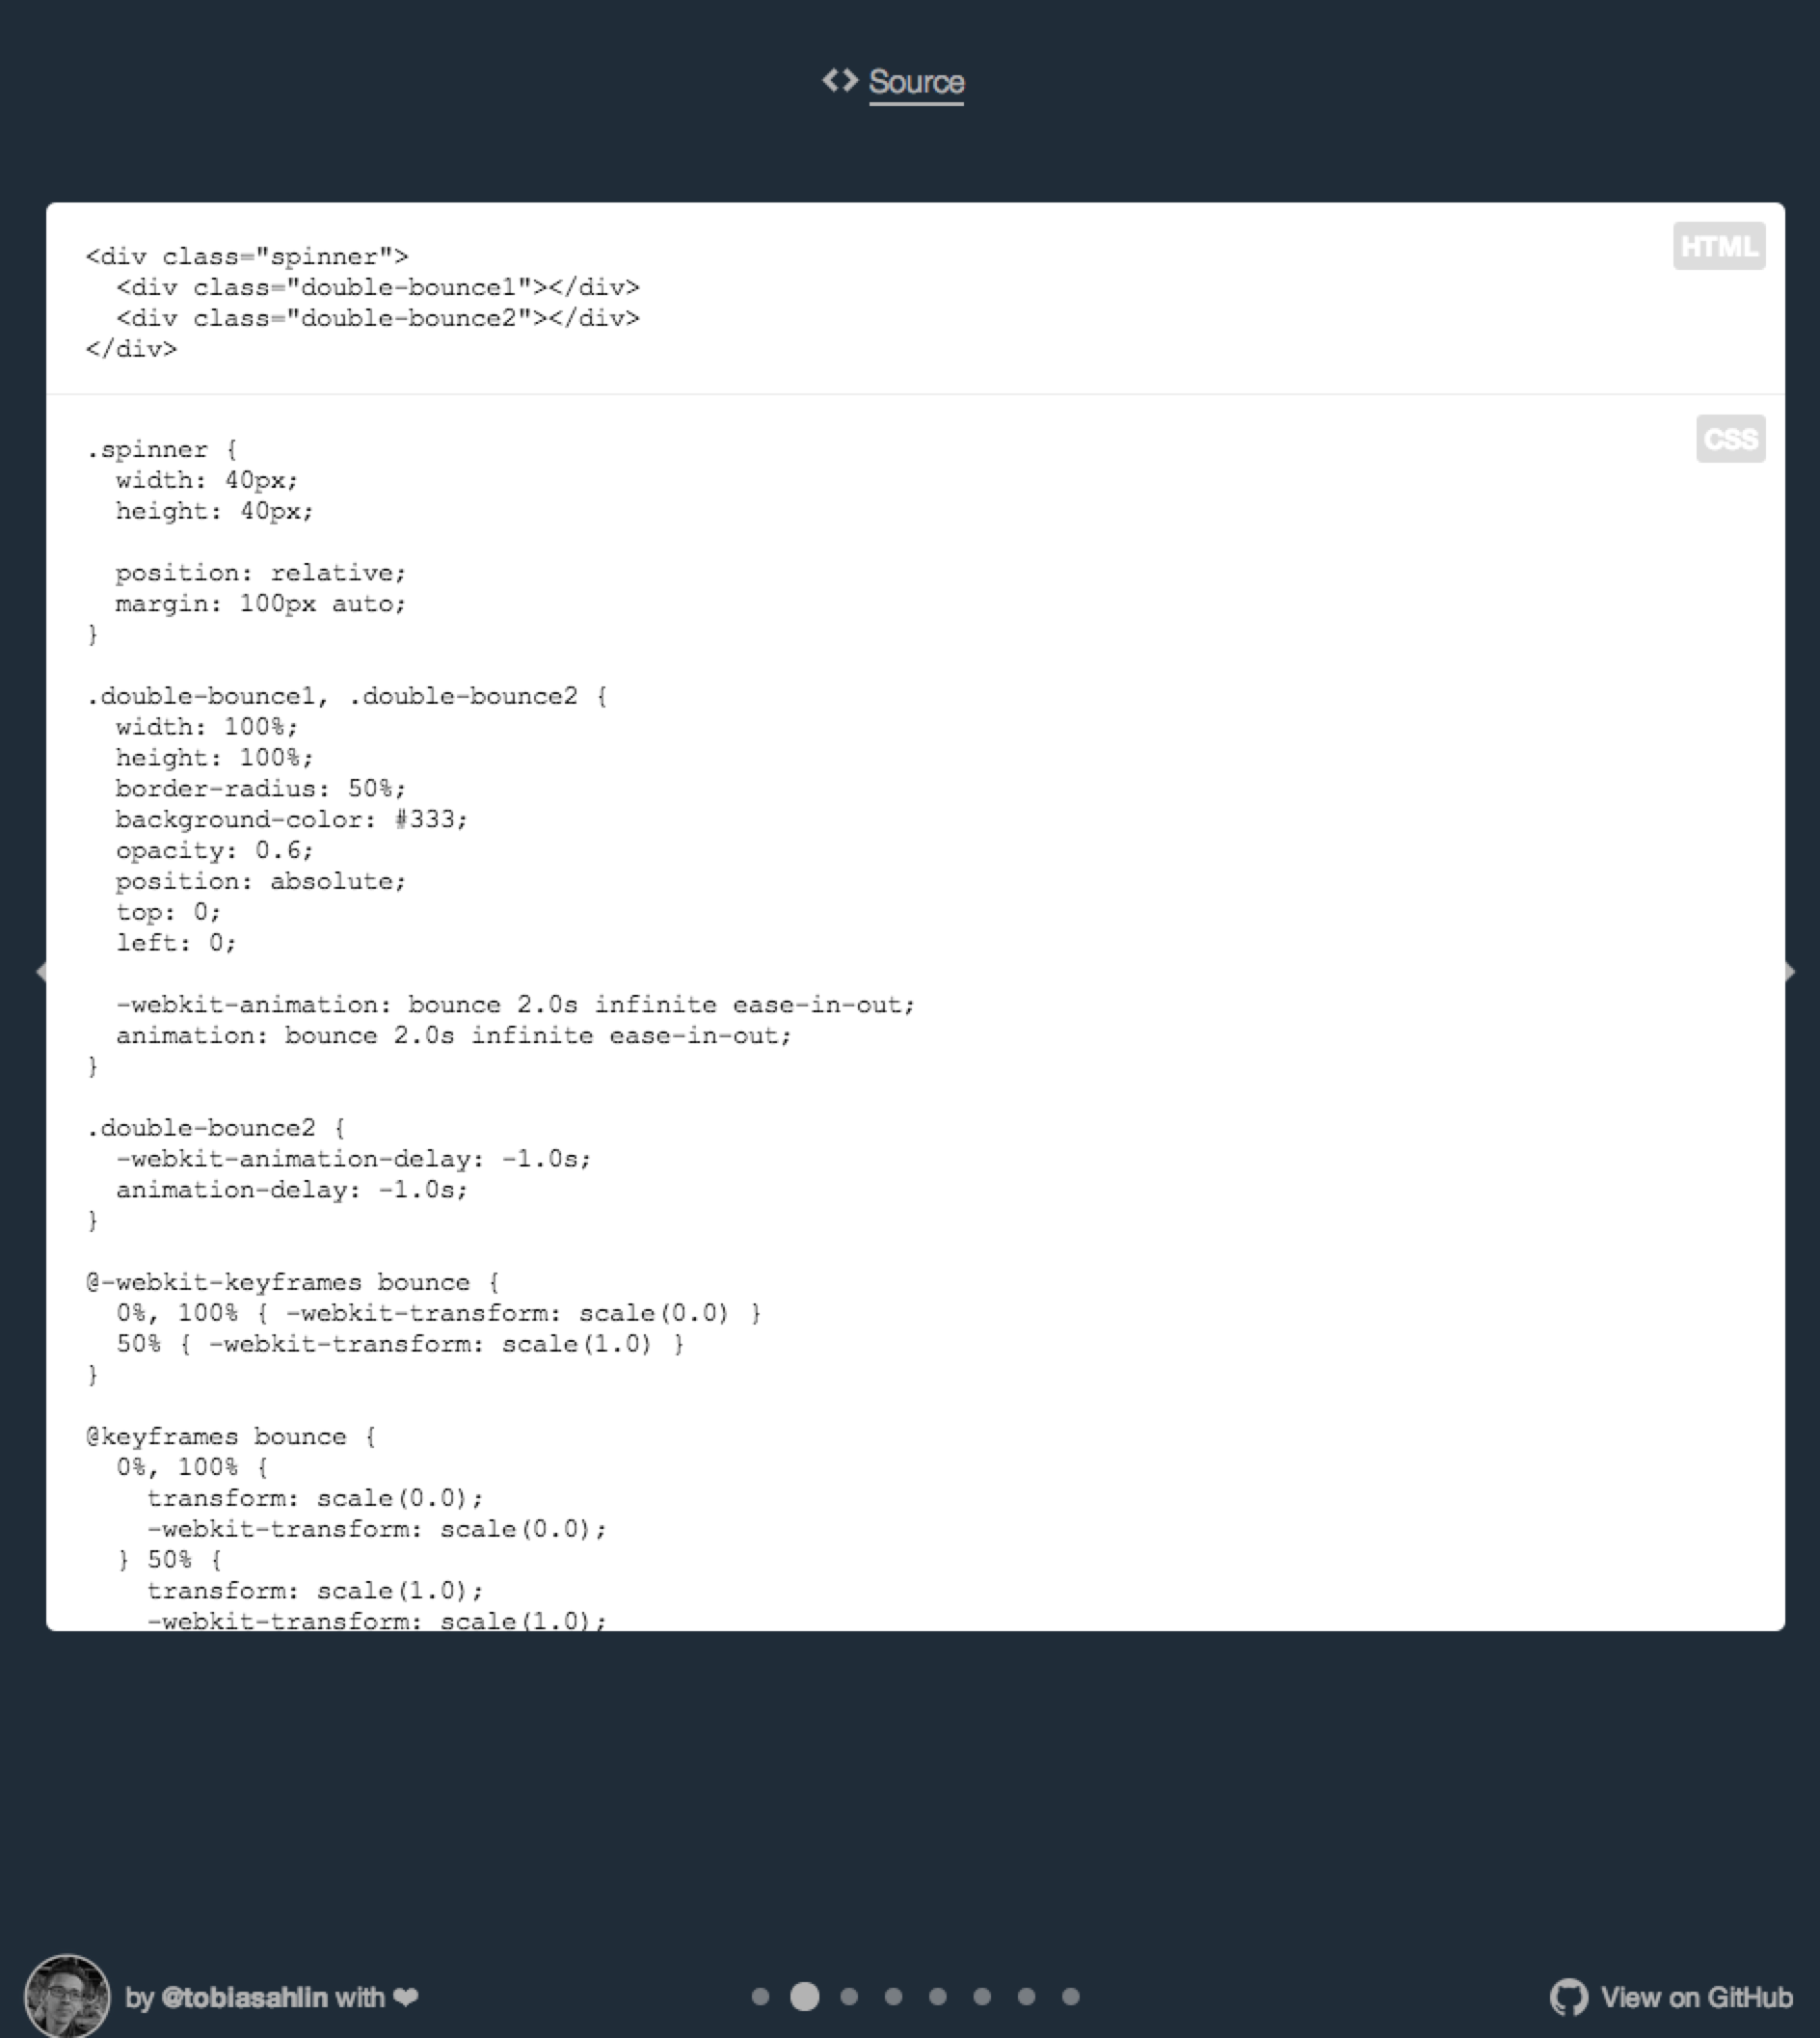 <> Source
HTML
<div class="spinner">
  <div class="double-bounce1"></div>
  <div class="double-bounce2"></div>
</div>
CSS
.spinner {
  width: 40px;
  height: 40px;

  position: relative;
  margin: 100px auto;
}

.double-bounce1, .double-bounce2 {
  width: 100%;
  height: 100%;
  border-radius: 50%;
  background-color: #333;
  opacity: 0.6;
  position: absolute;
  top: 0;
  left: 0;

  -webkit-animation: bounce 2.0s infinite ease-in-out;
  animation: bounce 2.0s infinite ease-in-out;
}

.double-bounce2 {
  -webkit-animation-delay: -1.0s;
  animation-delay: -1.0s;
}

@-webkit-keyframes bounce {
  0%, 100% { -webkit-transform: scale(0.0) }
  50% { -webkit-transform: scale(1.0) }
}

@keyframes bounce {
  0%, 100% {
    transform: scale(0.0);
    -webkit-transform: scale(0.0);
  } 50% {
    transform: scale(1.0);
    -webkit-transform: scale(1.0);
by @tobiasahlin with ❤
View on GitHub